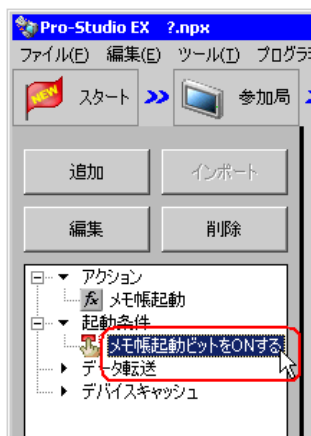 Pro-Studio EX ?.npx
ファイル(F) 編集(E) ツール(T) プログラ
NEW スタート 参加局
追加 インポート
編集 削除
アクション
fx メモ帳起動
起動条件
メモ帳起動ビットをONする
データ転送
デバイスキャッシュ